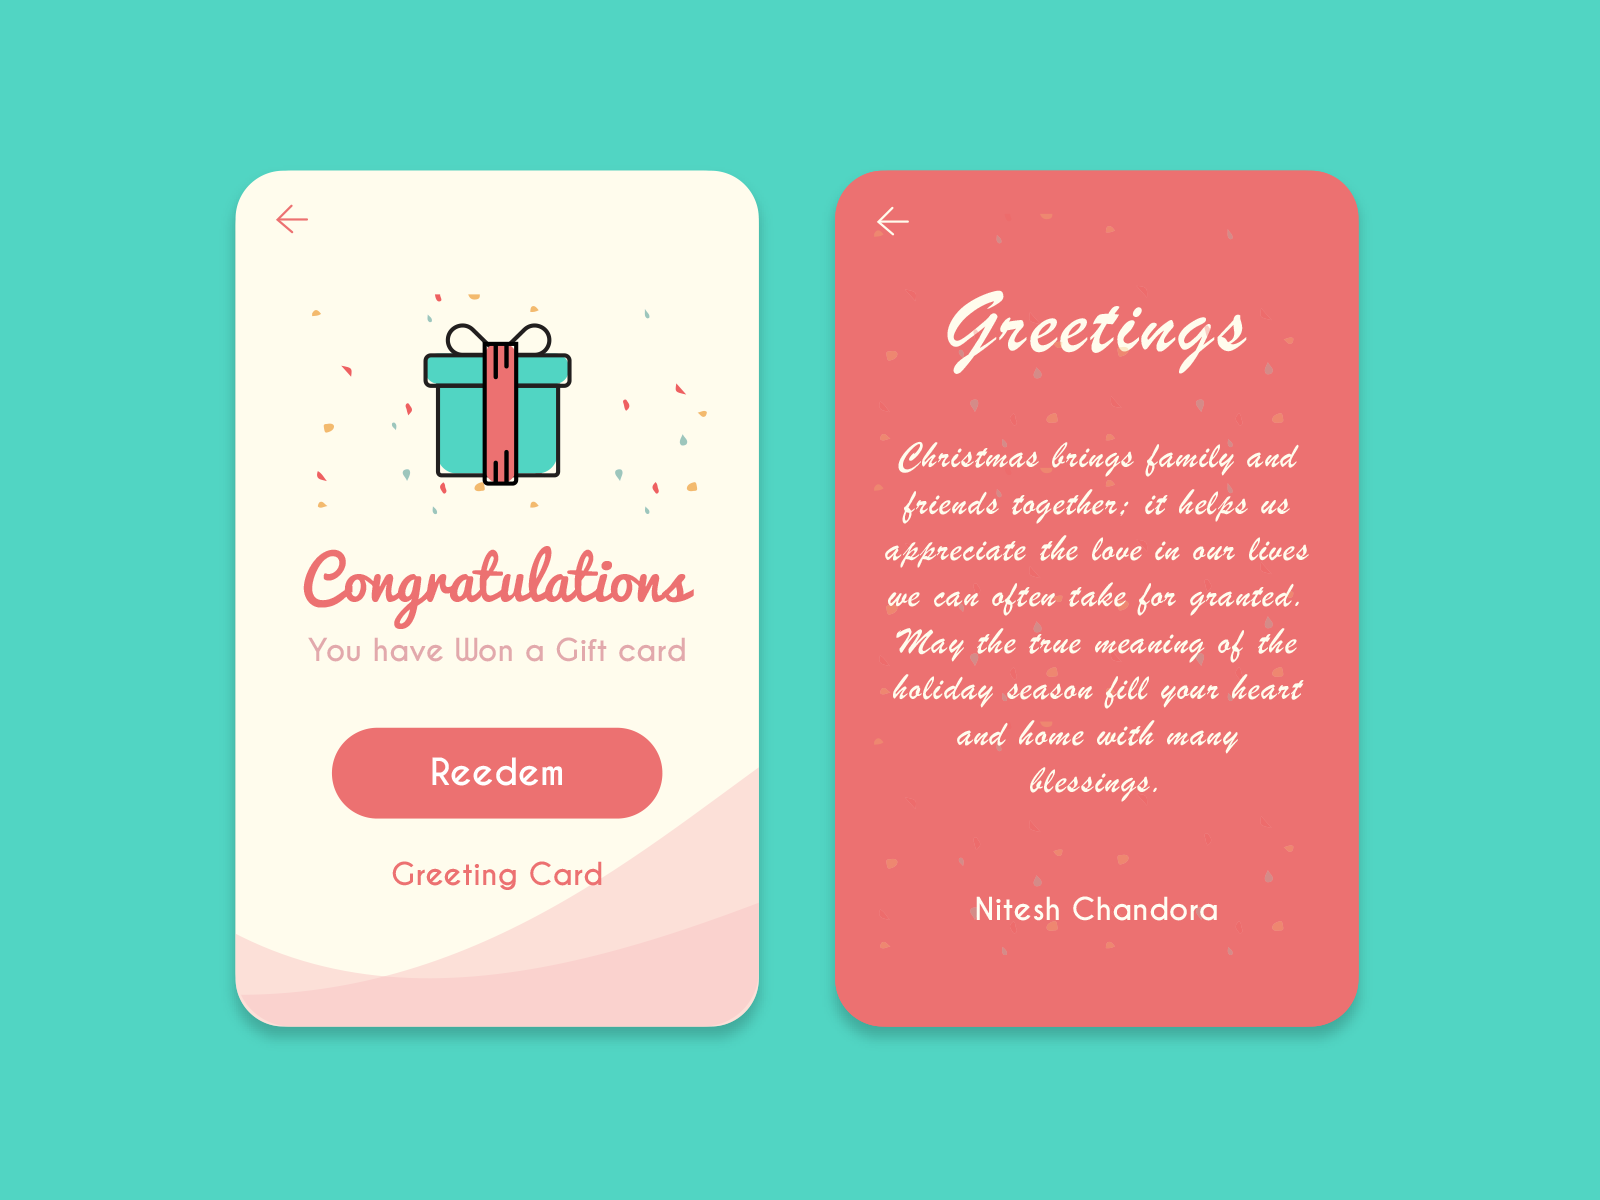 Congratulations
You have Won a Gift card
Reedem
Greeting Card
Greetings
Christmas brings family and
friends together; it helps us
appreciate the love in our lives
we can often take for granted.
May the true meaning of the
holiday season fill your heart
and home with many
blessings.
Nitesh Chandora